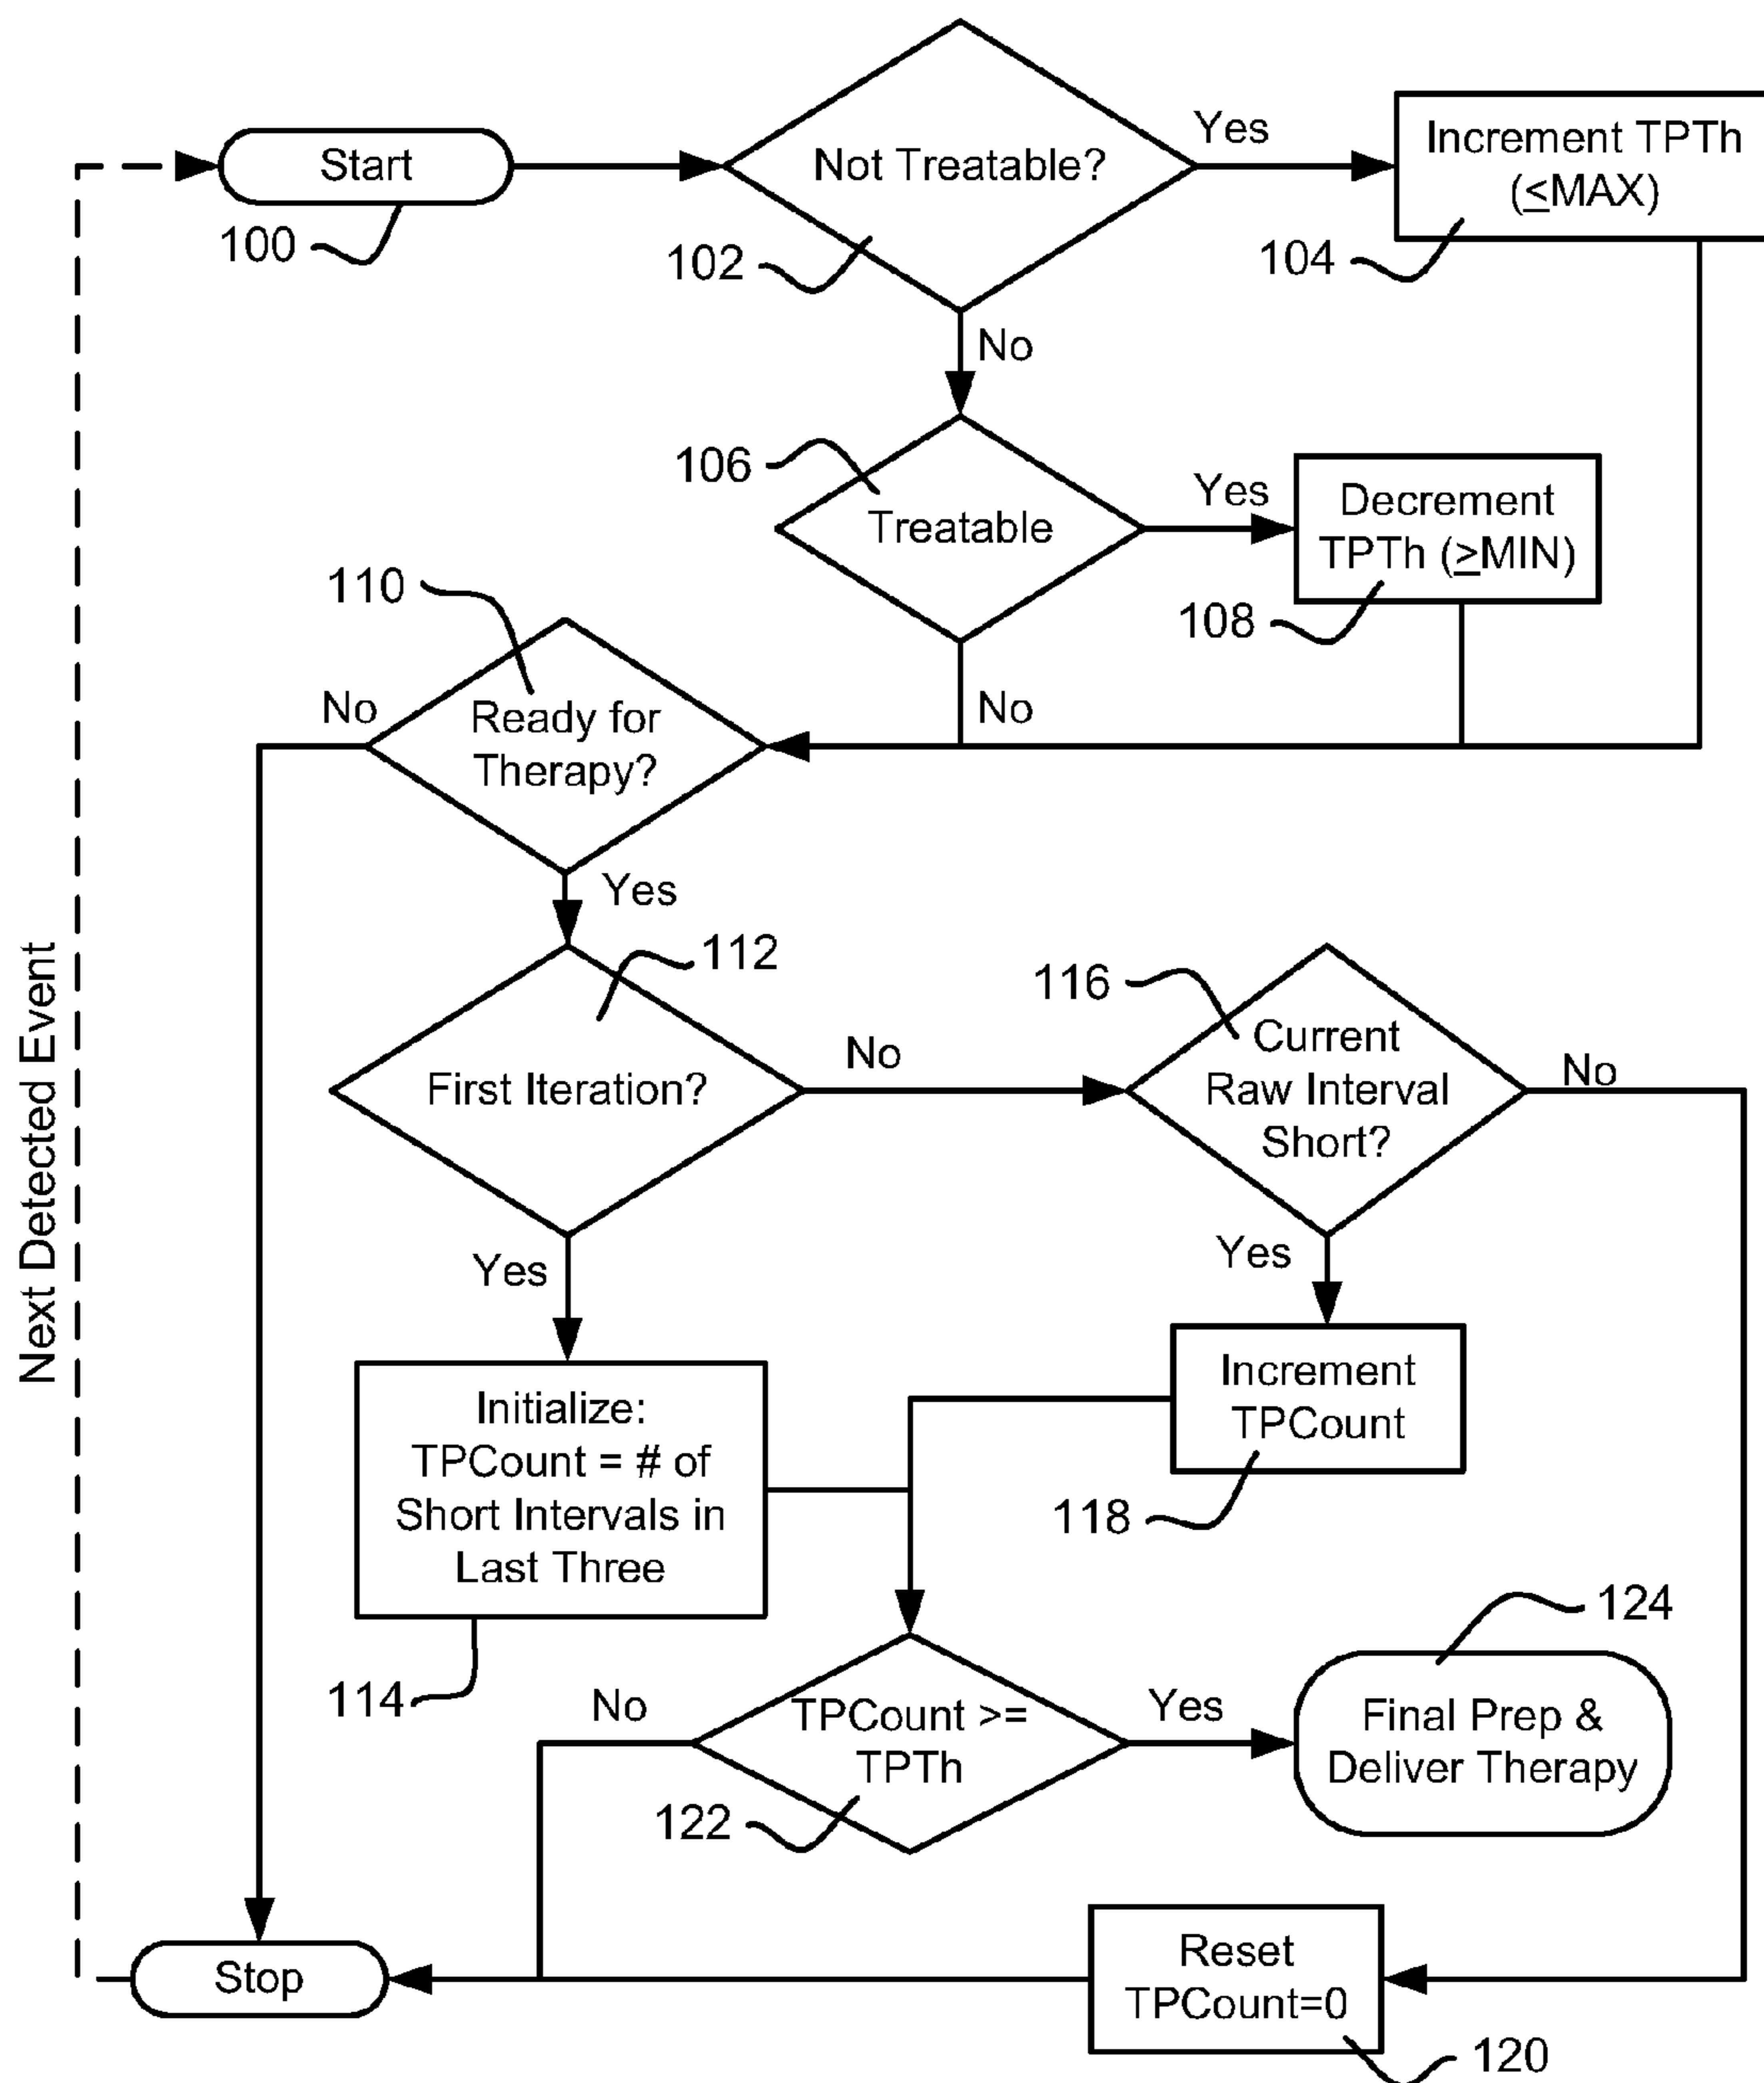 Start
100
Not Treatable?
102
Yes
Increment TPTh
(≤MAX)
104
No
106
Treatable
Yes
Decrement
TPTh (≥MIN)
108
110
No
Ready for
Therapy?
No
Yes
112
First Iteration?
No
116
Current
Raw Interval
Short?
No
Next Detected Event
Yes
Yes
Initialize:
TPCount = # of
Short Intervals in
Last Three
114
Increment
TPCount
118
No
TPCount >=
TPTh
122
Yes
124
Final Prep &
Deliver Therapy
Stop
Reset
TPCount=0
120